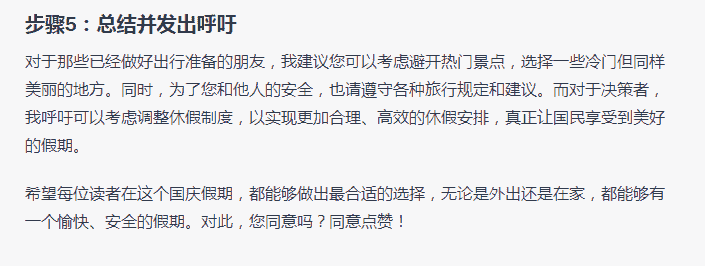 步骤5：总结并发出呼吁
对于那些已经做好出行准备的朋友，我建议您可以考虑避开热门景点，选择一些冷门但同样
美丽的地方。同时，为了您和他人的安全，也请遵守各种旅行规定和建议。而对于决策者，
我呼吁可以考虑调整休假制度，以实现更加合理、高效的休假安排，真正让国民享受到美好
的假期。
希望每位读者在这个国庆假期，都能够做出最合适的选择，无论是外出还是在家，都能够有
一个愉快、安全的假期。对此，您同意吗？同意点赞！